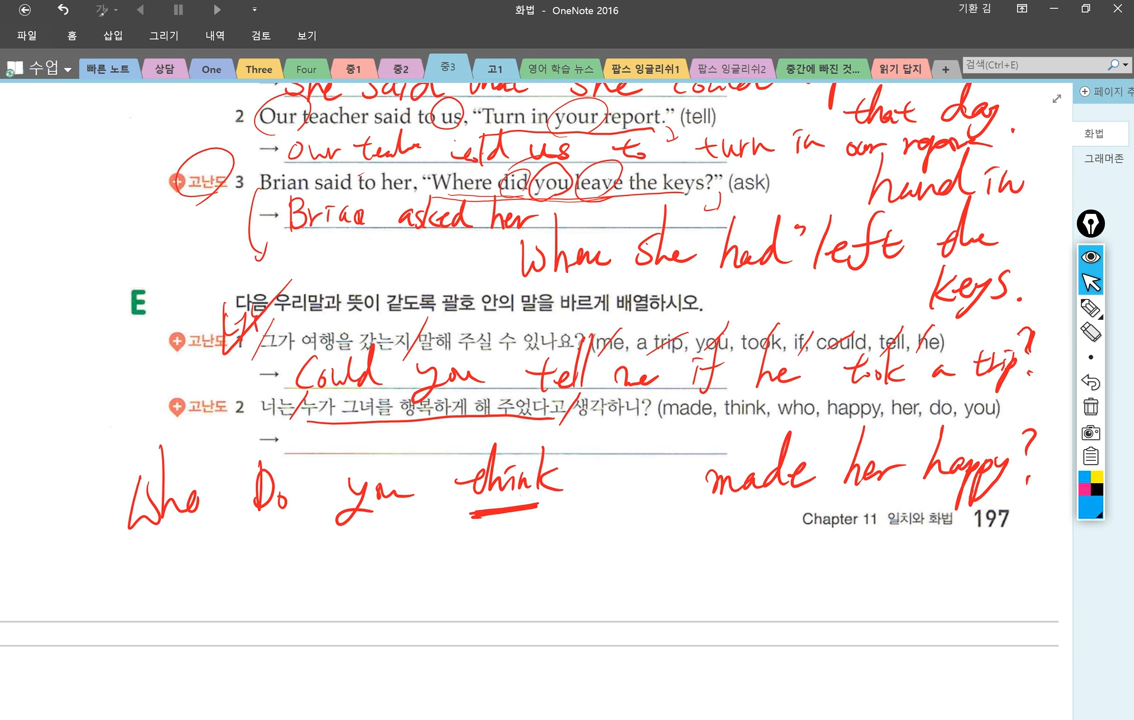 화법 - OneNote 2016
기환 김
파일 홈 삽입 그리기 내역 검토 보기
수업 빠른 노트 상담 One Three Four 중1 중2 중3 고1 영어 학습 뉴스 팝스 잉글리쉬1 팝스 잉글리쉬2 중간에 빠진 것... 읽기 답지 + 검색(Ctrl+E)
페이지 추
화법
그래머존
→ She said that she could
that day.
2 Our teacher said to us, “Turn in your report.” (tell)
→ our told us to turn in our report
hand in
고난도 3 Brian said to her, “Where did you leave the keys?” (ask)
→ Brian asked her
where she had left the
keys.
E 다음 우리말과 뜻이 같도록 괄호 안의 말을 바르게 배열하시오.
고난도 1 그가 여행을 갔는지 말해 주실 수 있나요? (me, a trip, you, took, if, could, tell, he)
→ Could you tell me if he took a trip?
고난도 2 너는 누가 그녀를 행복하게 해 주었다고 생각하니? (made, think, who, happy, her, do, you)
→
Who Do you think made her happy?
Chapter 11 일치와 화법 197